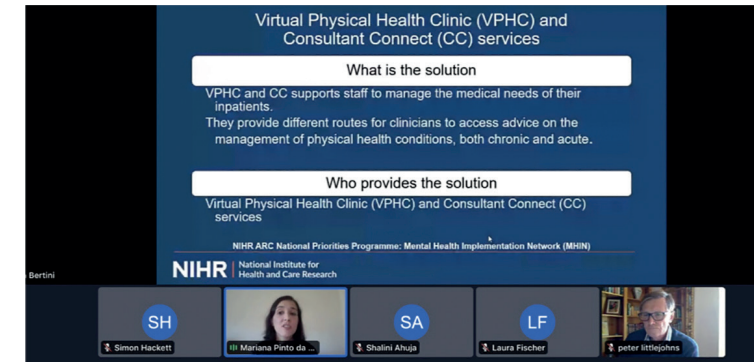 Virtual Physical Health Clinic (VPHC) and
Consultant Connect (CC) services
What is the solution
VPHC and CC supports staff to manage the medical needs of their
inpatients.
They provide different routes for clinicians to access advice on the
management of physical health conditions, both chronic and acute.
Who provides the solution
Virtual Physical Health Clinic (VPHC) and Consultant Connect (CC)
services
NIHR ARC National Priorities Programme: Mental Health Implementation Network (MHIN)
NIHR | National Institute for
Health and Care Research
Bertini
SH
SA
LF
Simon Hackett
Mariana Pinto da ...
Shalini Ahuja
Laura Fischer
peter littlejohns